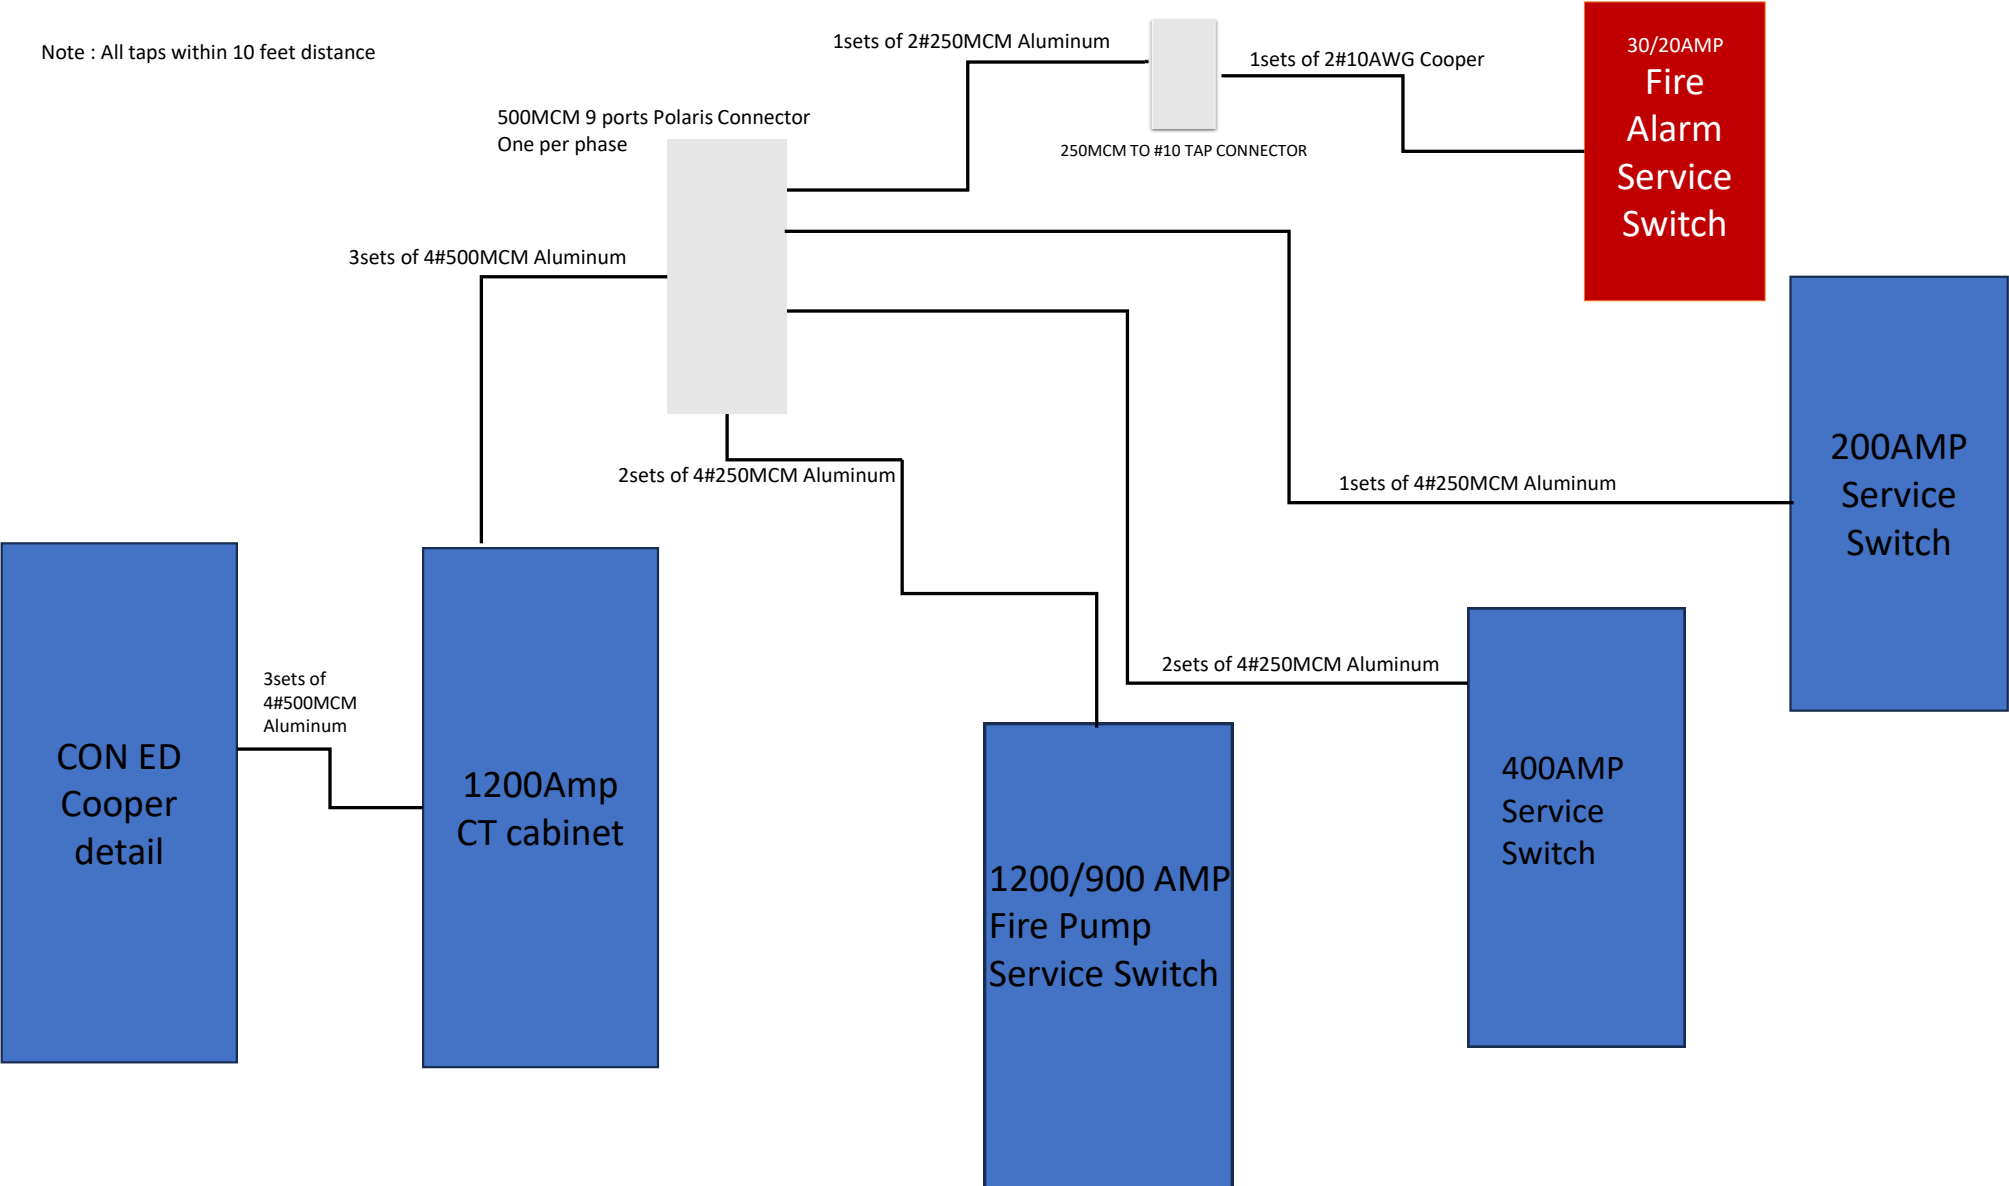 Note : All taps within 10 feet distance
1sets of 2#250MCM Aluminum
1sets of 2#10AWG Cooper
250MCM TO #10 TAP CONNECTOR
30/20AMP
Fire
Alarm
Service
Switch
500MCM 9 ports Polaris Connector
One per phase
3sets of 4#500MCM Aluminum
2sets of 4#250MCM Aluminum
1sets of 4#250MCM Aluminum
200AMP
Service
Switch
2sets of 4#250MCM Aluminum
3sets of
4#500MCM
Aluminum
CON ED
Cooper
detail
1200Amp
CT cabinet
1200/900 AMP
Fire Pump
Service Switch
400AMP
Service
Switch